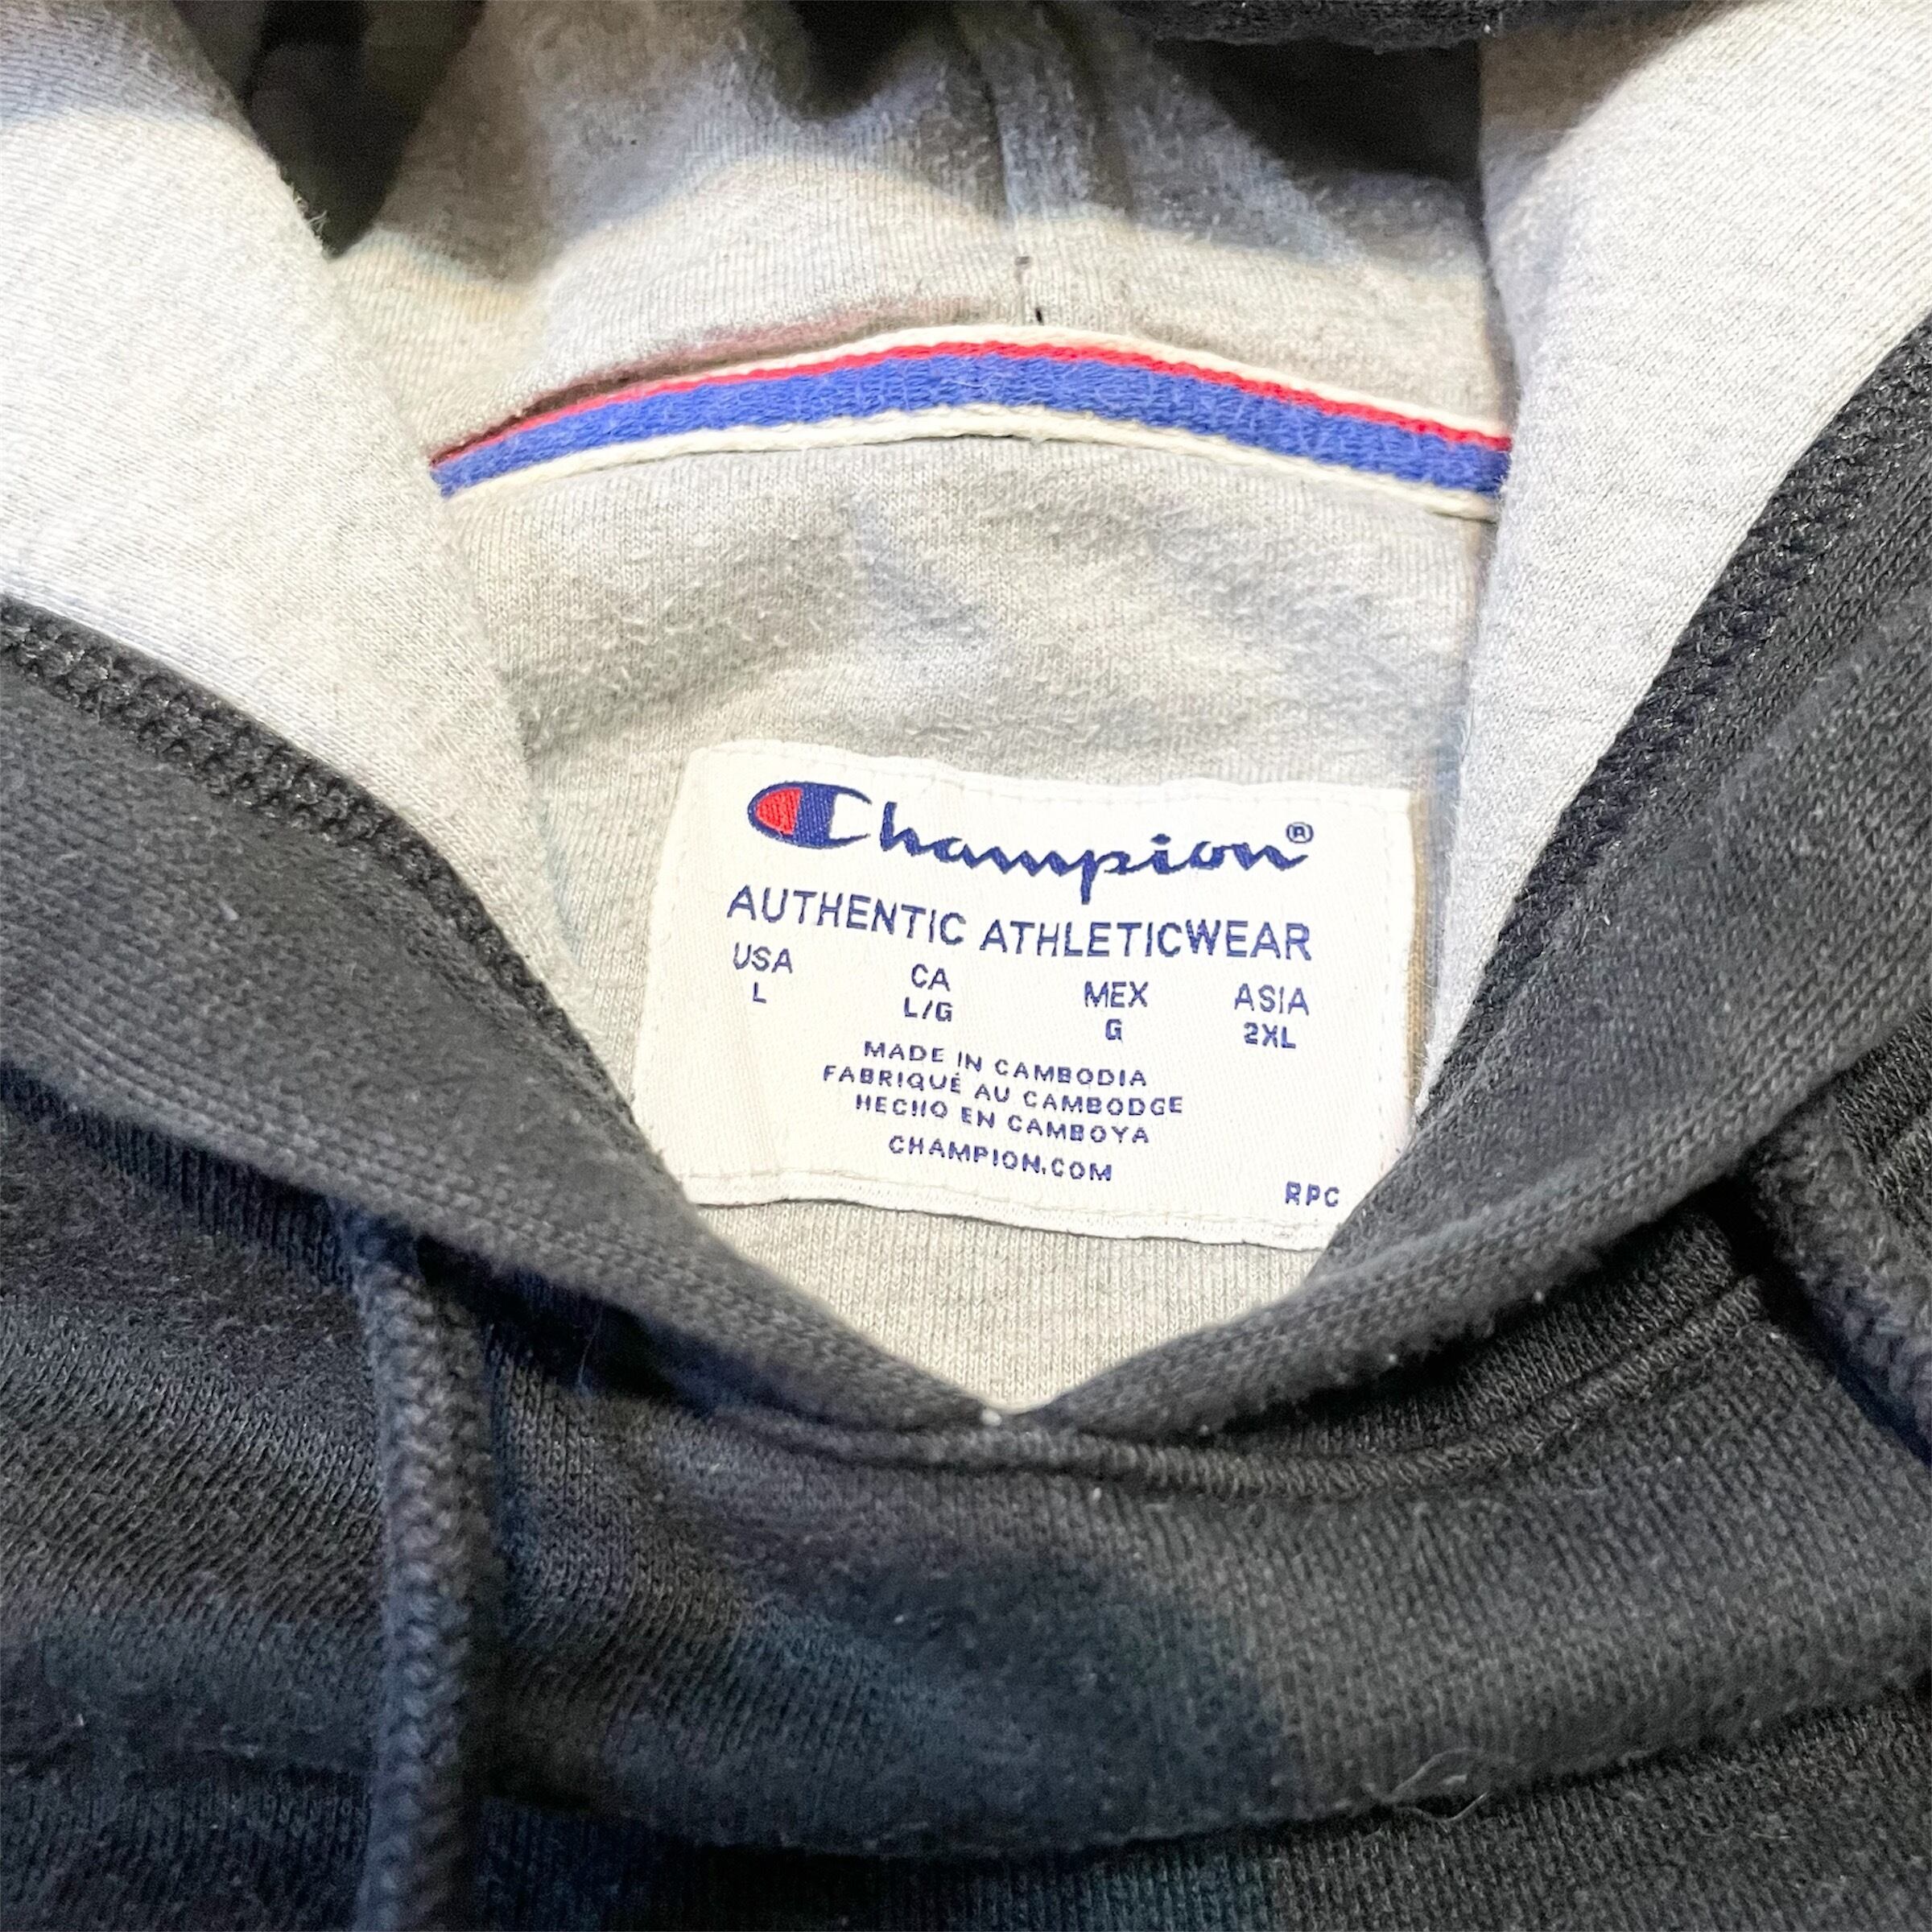 Champion®
AUTHENTIC ATHLETICWEAR
USA CA MEX ASIA
L L/G G 2XL
MADE IN CAMBODIA
FABRIQUÉ AU CAMBODGE
HECHO EN CAMBOYA
CHAMPION.COM
RPC